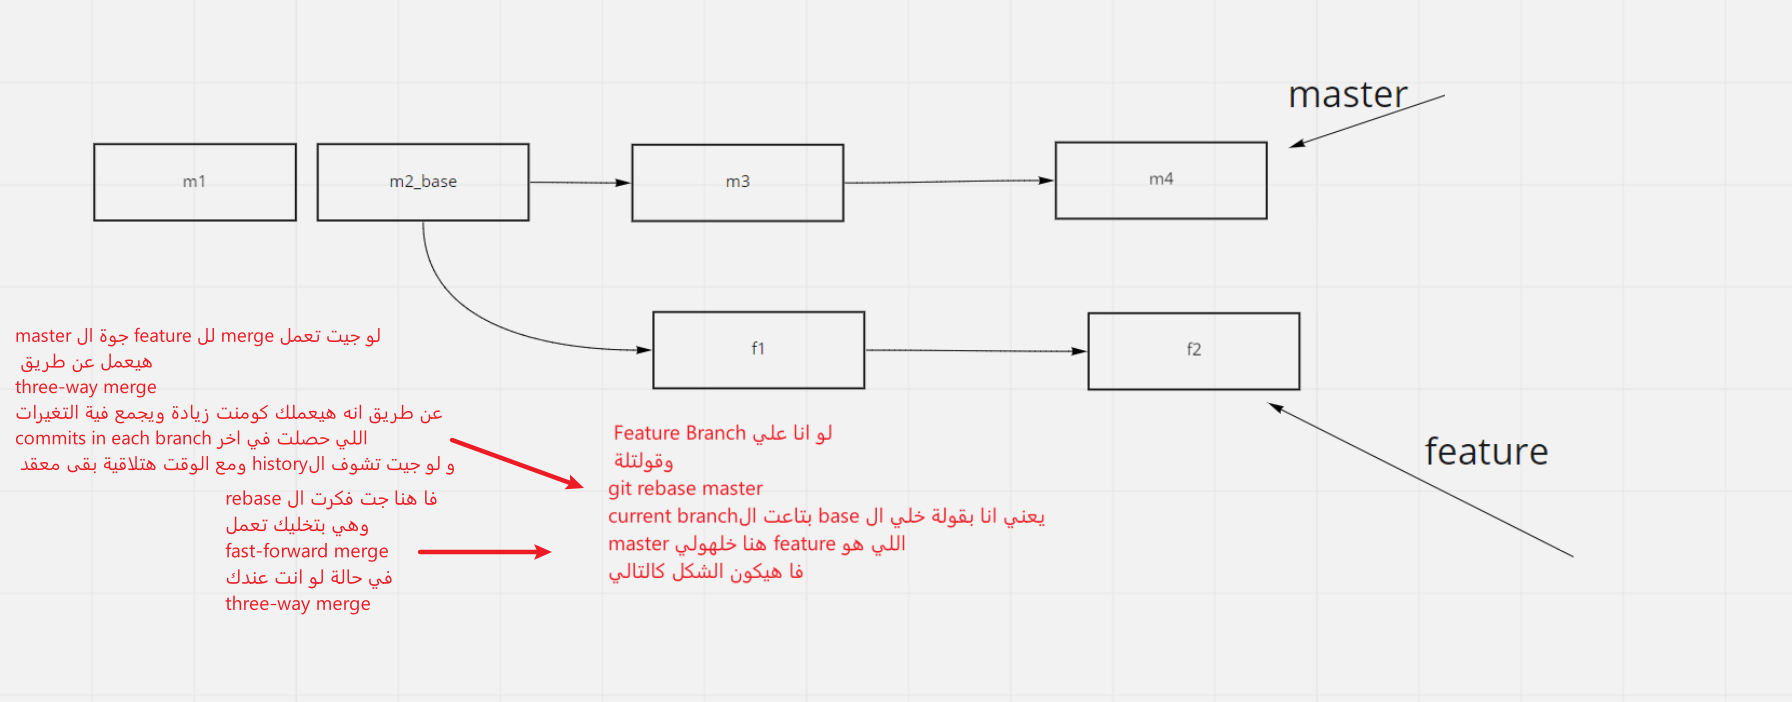 master
m1
m2_base
m3
m4
f1
f2
feature
لو جيت تعمل merge لل feature جوة ال master
هيعمل عن طريق
three-way merge
عن طريق انه هيعملك كومنت زيادة ويجمع فية التغيرات
اللي حصلت في اخر commits in each branch
و لو جيت تشوف الhistory ومع الوقت هتلاقية بقى معقد
فا هنا جت فكرت ال rebase
وهي بتخليك تعمل
fast-forward merge
في حالة لو انت عندك
three-way merge
لو انا علي Feature Branch
وقولتلة
git rebase master
يعني انا بقولة خلي ال base بتاعت الcurrent branch
اللي هو feature هنا خلهولي master
فا هيكون الشكل كالتالي